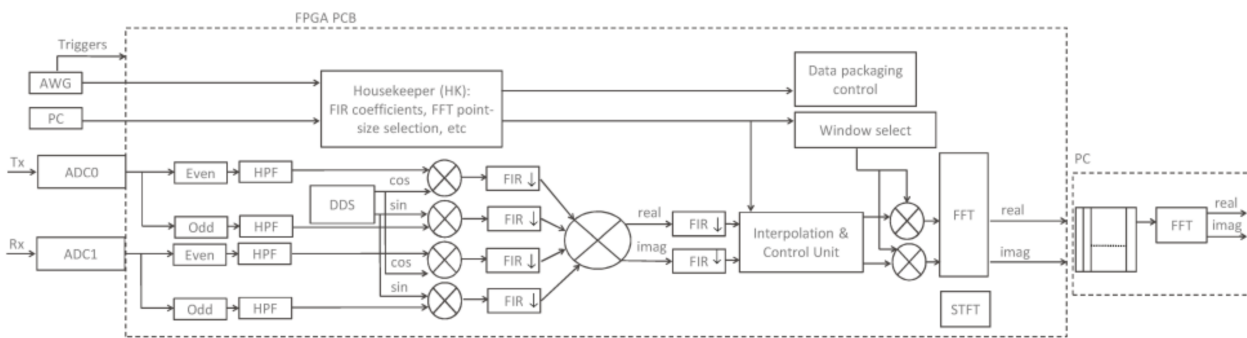 FPGA PCB
Triggers
AWG
PC
Housekeeper (HK):
FIR coefficients, FFT point-
size selection, etc
Data packaging
control
Window select
Tx
ADC0
Even
HPF
cos
FIR ↓
DDS
sin
Odd
HPF
FIR ↓
Rx
ADC1
Even
HPF
cos
FIR ↓
sin
Odd
HPF
FIR ↓
real
FIR ↓
imag
FIR ↓
Interpolation &
Control Unit
FFT
real
imag
STFT
PC
FFT
real
imag